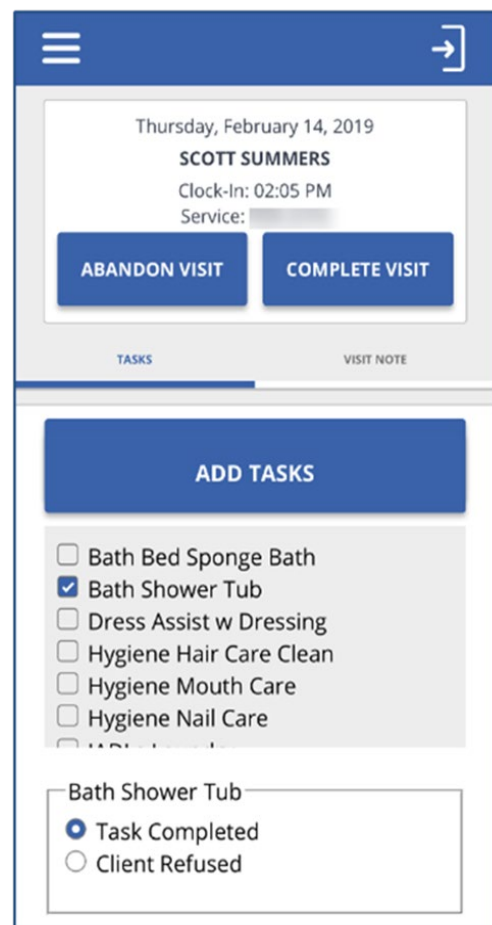 Thursday, February 14, 2019
SCOTT SUMMERS
Clock-In: 02:05 PM
Service:
ABANDON VISIT
COMPLETE VISIT
TASKS
VISIT NOTE
ADD TASKS
Bath Bed Sponge Bath
Bath Shower Tub
Dress Assist w Dressing
Hygiene Hair Care Clean
Hygiene Mouth Care
Hygiene Nail Care
Bath Shower Tub
Task Completed
Client Refused